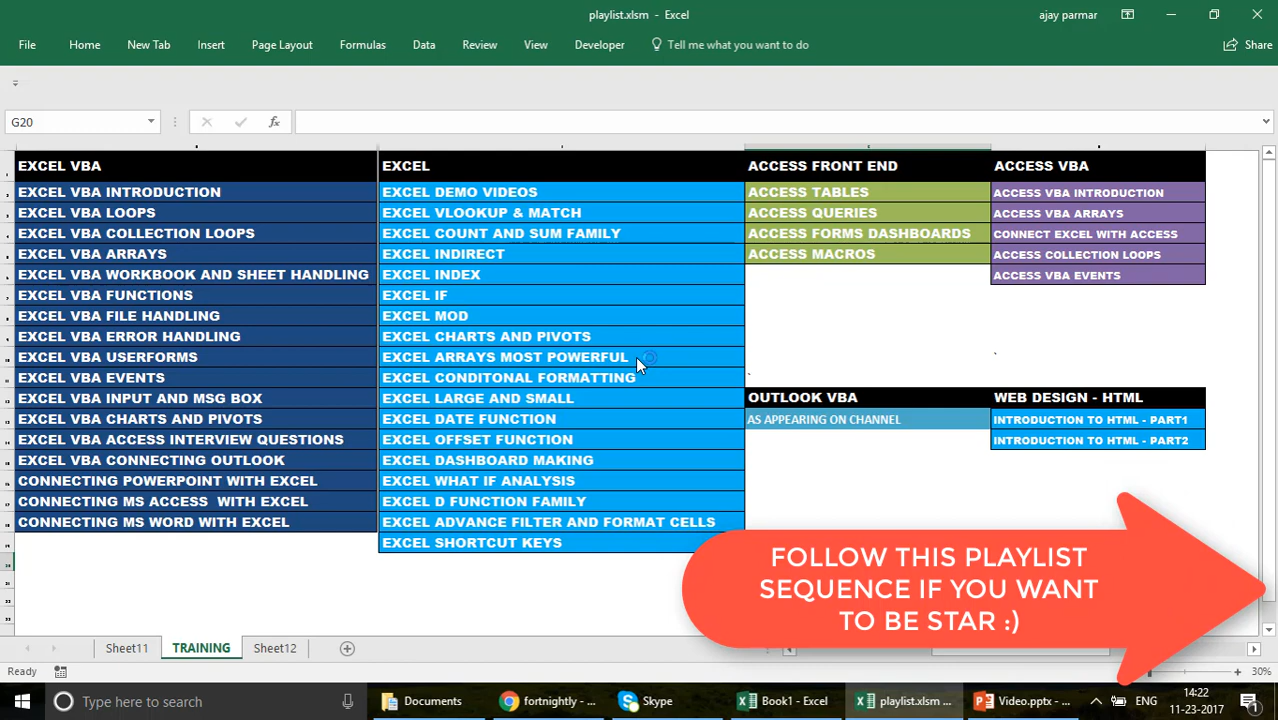 playlist.xlsm - Excel
ajay parmar
File Home New Tab Insert Page Layout Formulas Data Review View Developer Tell me what you want to do Share
G20
EXCEL VBA
EXCEL VBA INTRODUCTION
EXCEL VBA LOOPS
EXCEL VBA COLLECTION LOOPS
EXCEL VBA ARRAYS
EXCEL VBA WORKBOOK AND SHEET HANDLING
EXCEL VBA FUNCTIONS
EXCEL VBA FILE HANDLING
EXCEL VBA ERROR HANDLING
EXCEL VBA USERFORMS
EXCEL VBA EVENTS
EXCEL VBA INPUT AND MSG BOX
EXCEL VBA CHARTS AND PIVOTS
EXCEL VBA ACCESS INTERVIEW QUESTIONS
EXCEL VBA CONNECTING OUTLOOK
CONNECTING POWERPOINT WITH EXCEL
CONNECTING MS ACCESS WITH EXCEL
CONNECTING MS WORD WITH EXCEL
EXCEL
EXCEL DEMO VIDEOS
EXCEL VLOOKUP & MATCH
EXCEL COUNT AND SUM FAMILY
EXCEL INDIRECT
EXCEL INDEX
EXCEL IF
EXCEL MOD
EXCEL CHARTS AND PIVOTS
EXCEL ARRAYS MOST POWERFUL
EXCEL CONDITONAL FORMATTING
EXCEL LARGE AND SMALL
EXCEL DATE FUNCTION
EXCEL OFFSET FUNCTION
EXCEL DASHBOARD MAKING
EXCEL WHAT IF ANALYSIS
EXCEL D FUNCTION FAMILY
EXCEL ADVANCE FILTER AND FORMAT CELLS
EXCEL SHORTCUT KEYS
ACCESS FRONT END
ACCESS TABLES
ACCESS QUERIES
ACCESS FORMS DASHBOARDS
ACCESS MACROS
ACCESS VBA
ACCESS VBA INTRODUCTION
ACCESS VBA ARRAYS
CONNECT EXCEL WITH ACCESS
ACCESS COLLECTION LOOPS
ACCESS VBA EVENTS
OUTLOOK VBA
AS APPEARING ON CHANNEL
WEB DESIGN - HTML
INTRODUCTION TO HTML - PART1
INTRODUCTION TO HTML - PART2
FOLLOW THIS PLAYLIST
SEQUENCE IF YOU WANT
TO BE STAR :)
Sheet11 TRAINING Sheet12
Ready
30%
Type here to search
Documents
fortnightly - ...
Skype
Book1 - Excel
playlist.xlsm ...
Video.pptx - ...
ENG
14:22
11-23-2017
1